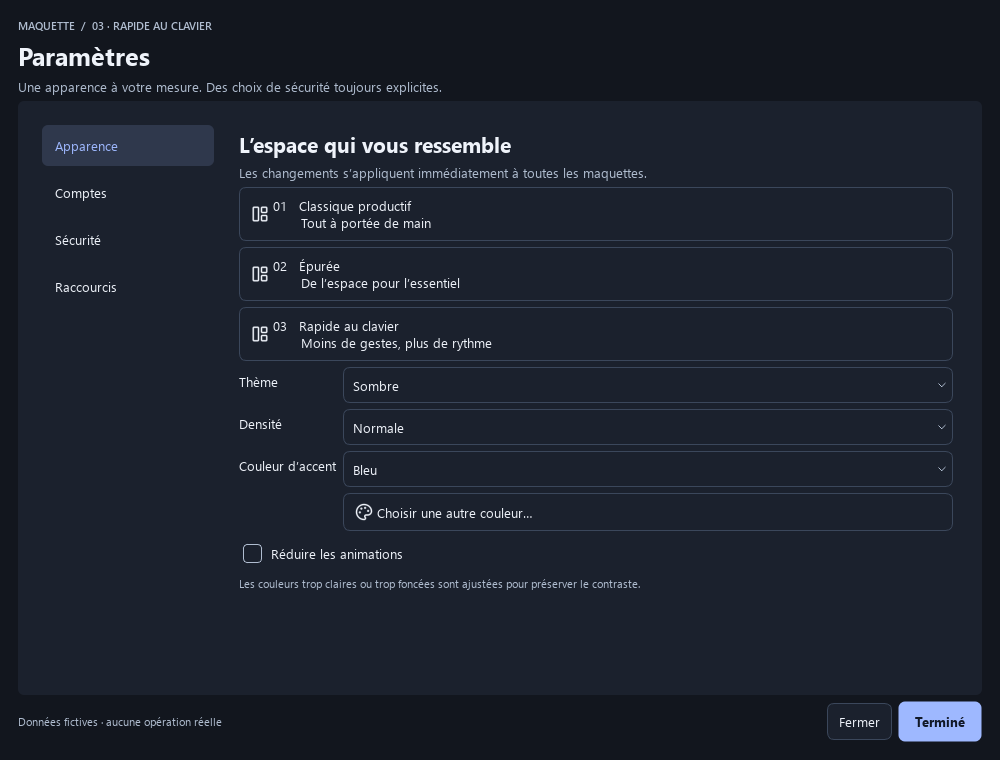 MAQUETTE / 03 · RAPIDE AU CLAVIER
Paramètres
Une apparence à votre mesure. Des choix de sécurité toujours explicites.
Apparence
Comptes
Sécurité
Raccourcis
L’espace qui vous ressemble
Les changements s’appliquent immédiatement à toutes les maquettes.
01 Classique productif
Tout à portée de main
02 Épurée
De l’espace pour l’essentiel
03 Rapide au clavier
Moins de gestes, plus de rythme
Thème Sombre
Densité Normale
Couleur d’accent Bleu
Choisir une autre couleur…
Réduire les animations
Les couleurs trop claires ou trop foncées sont ajustées pour préserver le contraste.
Données fictives · aucune opération réelle
Fermer Terminé